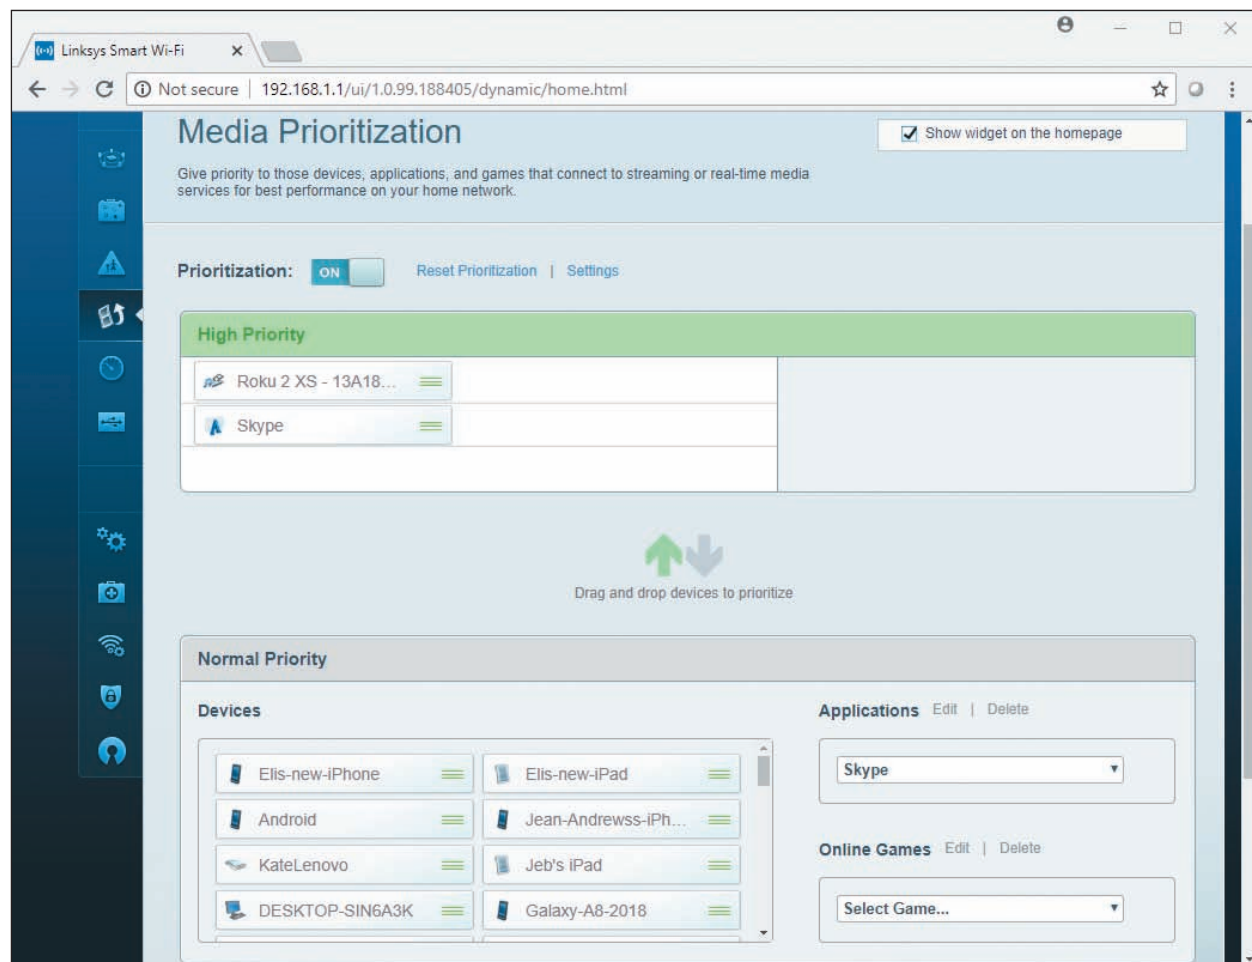 Linksys Smart Wi-Fi
Not secure | 192.168.1.1/ui/1.0.99.188405/dynamic/home.html
Media Prioritization
Show widget on the homepage
Give priority to those devices, applications, and games that connect to streaming or real-time media
services for best performance on your home network.
Prioritization: ON Reset Prioritization | Settings
High Priority
Roku 2 XS - 13A18...
Skype
Drag and drop devices to prioritize
Normal Priority
Devices
Applications Edit | Delete
Elis-new-iPhone Elis-new-iPad
Skype
Android Jean-Andrewss-iPh...
Online Games Edit | Delete
KateLenovo Jeb's iPad
DESKTOP-SIN6A3K Galaxy-A8-2018
Select Game...